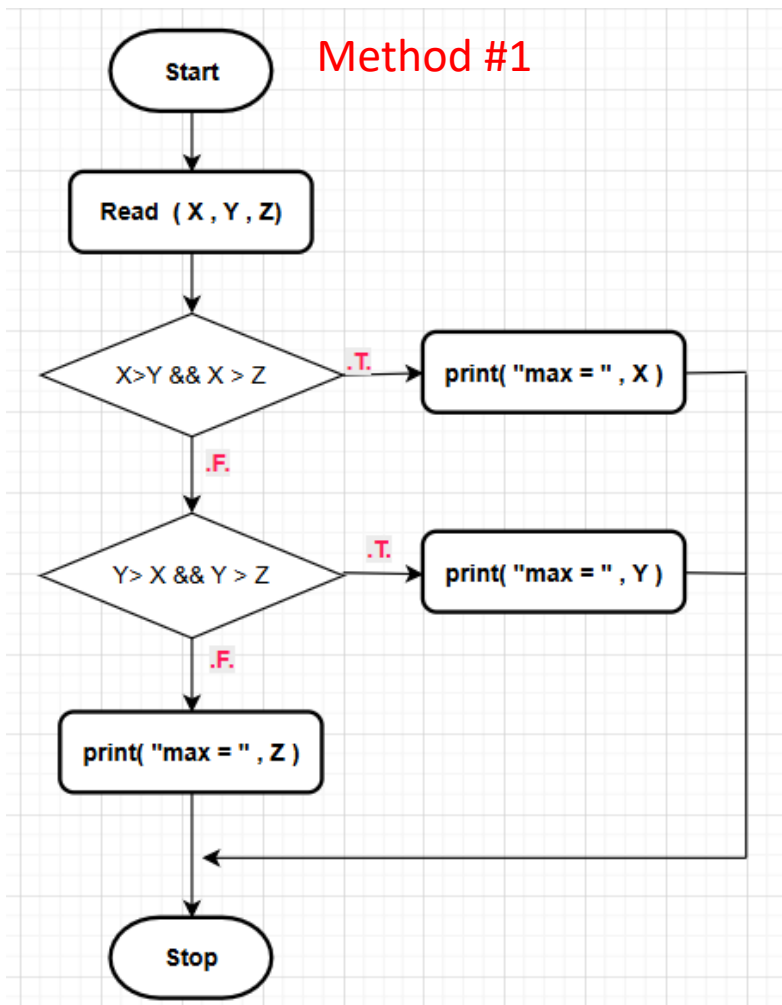 Method #1
Start
Read ( X , Y , Z)
X>Y && X > Z
.T.
print( "max = " , X )
.F.
Y> X && Y > Z
.T.
print( "max = " , Y )
.F.
print( "max = " , Z )
Stop